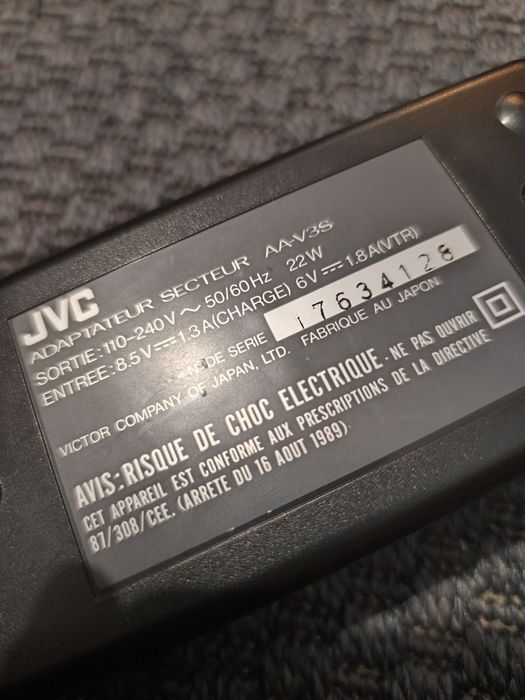 JVC
ADAPTATEUR SECTEUR AA-V3S
SORTIE: 110-240V ~ 50/60Hz 22W
ENTREE: 8.5V ⎓ 1.3A(CHARGE) 6V ⎓ 1.8A(VTR)
N° DE SERIE 17634128
VICTOR COMPANY OF JAPAN, LTD. FABRIQUE AU JAPON
AVIS: RISQUE DE CHOC ELECTRIQUE - NE PAS OUVRIR
CET APPAREIL EST CONFORME AUX PRESCRIPTIONS DE LA DIRECTIVE
87/308/CEE. (ARRETE DU 16 AOUT 1989).